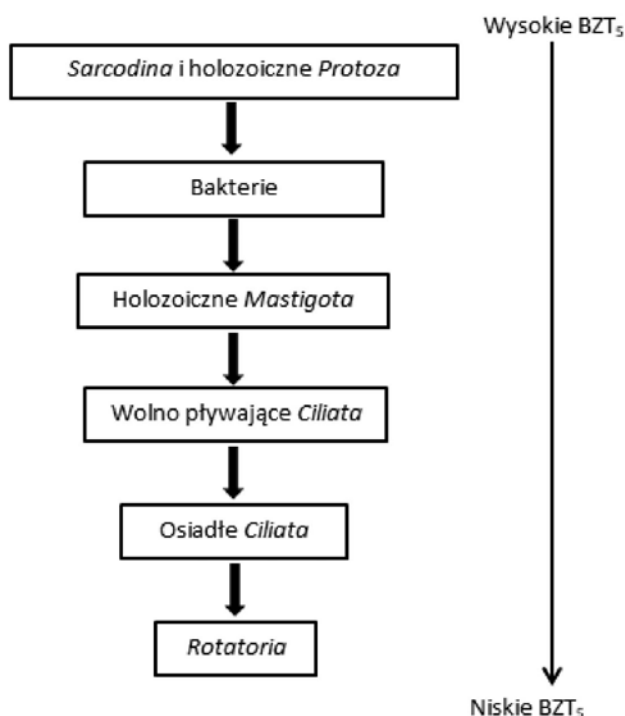 Wysokie BZT₅
Sarcodina i holozoiczne Protoza
Bakterie
Holozoiczne Mastigota
Wolno pływające Ciliata
Osiadłe Ciliata
Rotatoria
Niskie BZT₅